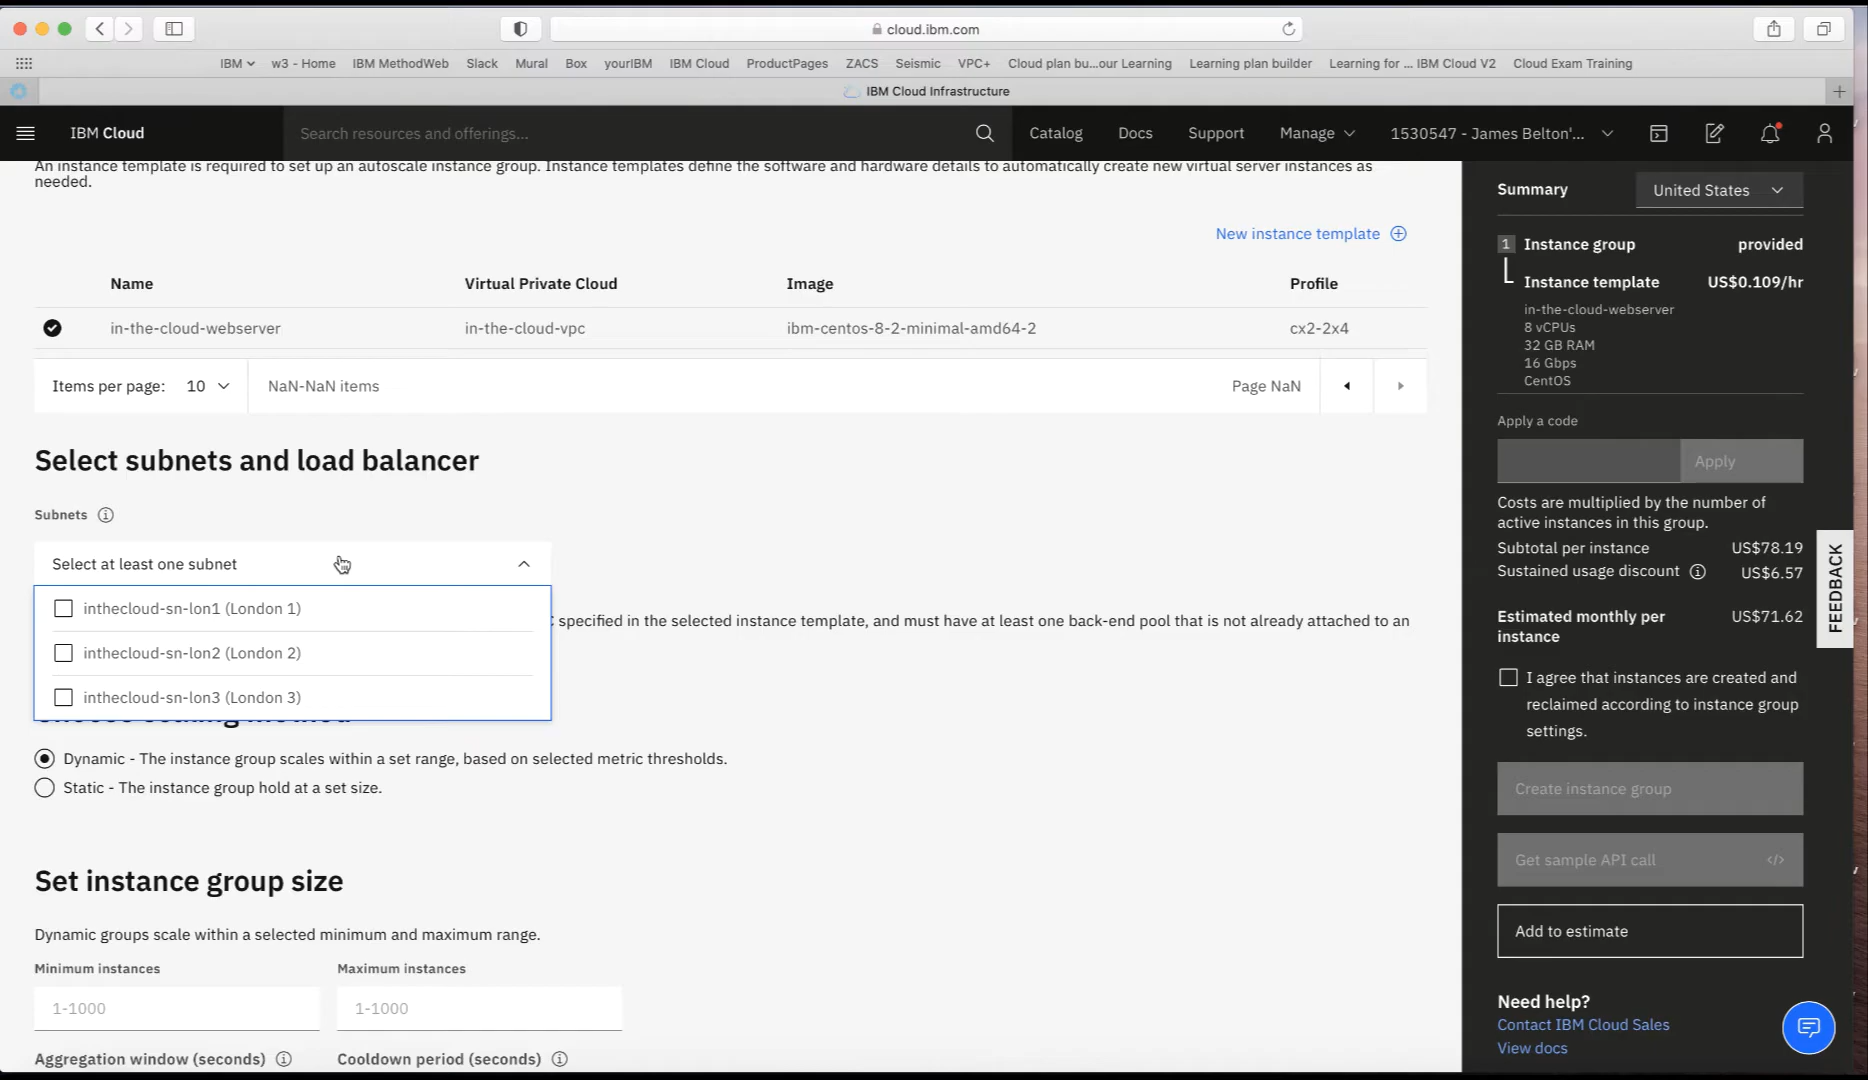 cloud.ibm.com
IBM
w3 - Home
IBM MethodWeb
Slack
Mural
Box
yourIBM
IBM Cloud
ProductPages
ZACS
Seismic
VPC+
Cloud plan bu...our Learning
Learning plan builder
Learning for ... IBM Cloud V2
Cloud Exam Training
IBM Cloud Infrastructure
IBM Cloud
Search resources and offerings...
Catalog
Docs
Support
Manage
1530547 - James Belton'...
An instance template is required to set up an autoscale instance group. Instance templates define the software and hardware details to automatically create new virtual server instances as
needed.
New instance template
Name Virtual Private Cloud Image Profile
in-the-cloud-webserver in-the-cloud-vpc ibm-centos-8-2-minimal-amd64-2 cx2-2x4
Items per page: 10 NaN-NaN items Page NaN
Select subnets and load balancer
Subnets
Select at least one subnet
inthecloud-sn-lon1 (London 1)
specified in the selected instance template, and must have at least one back-end pool that is not already attached to an
inthecloud-sn-lon2 (London 2)
inthecloud-sn-lon3 (London 3)
Dynamic - The instance group scales within a set range, based on selected metric thresholds.
Static - The instance group hold at a set size.
Set instance group size
Dynamic groups scale within a selected minimum and maximum range.
Minimum instances Maximum instances
1-1000 1-1000
Aggregation window (seconds) Cooldown period (seconds)
Summary United States
1 Instance group provided
Instance template US$0.109/hr
in-the-cloud-webserver
8 vCPUs
32 GB RAM
16 Gbps
CentOS
Apply a code
Apply
Costs are multiplied by the number of
active instances in this group.
Subtotal per instance US$78.19
Sustained usage discount US$6.57
Estimated monthly per US$71.62
instance
I agree that instances are created and
reclaimed according to instance group
settings.
Create instance group
Get sample API call </>
Add to estimate
Need help?
Contact IBM Cloud Sales
View docs
FEEDBACK